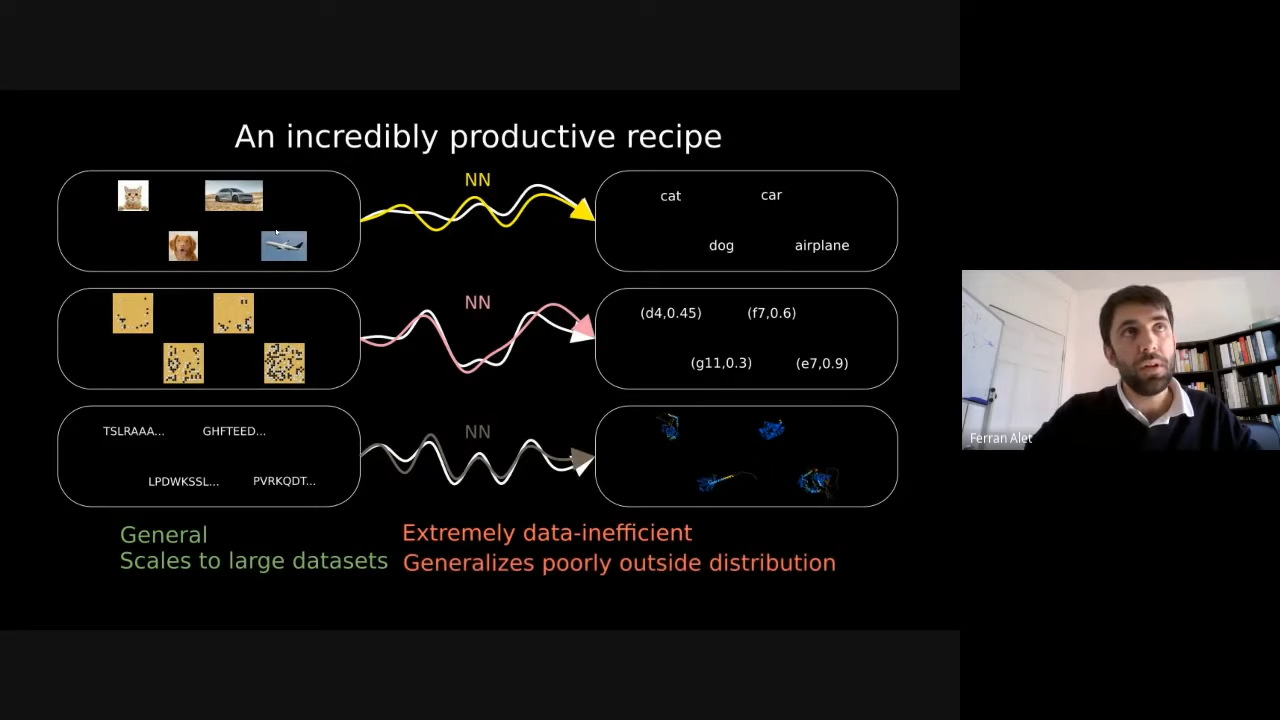 An incredibly productive recipe
NN
cat
car
dog
airplane
NN
(d4,0.45)
(f7,0.6)
(g11,0.3)
(e7,0.9)
TSLRAAA...
GHFTEED...
LPDWKSSL...
PVRKQDT...
NN
General
Scales to large datasets
Extremely data-inefficient
Generalizes poorly outside distribution
Ferran Alet